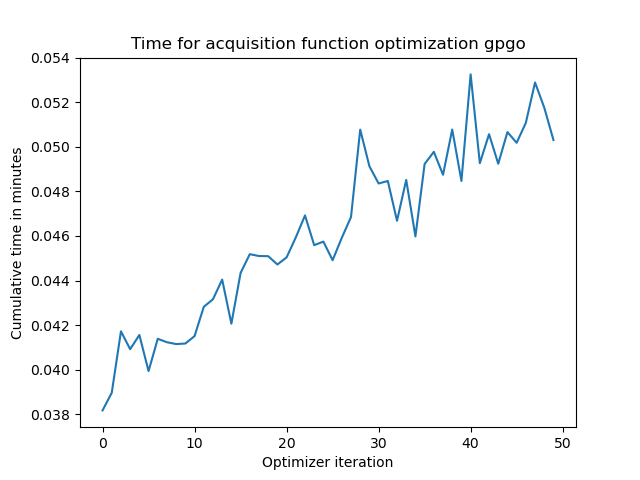 Time for acquisition function optimization gpgo
0.054
0.052
0.050
0.048
0.046
0.044
0.042
0.040
0.038
Cumulative time in minutes
0 10 20 30 40 50
Optimizer iteration